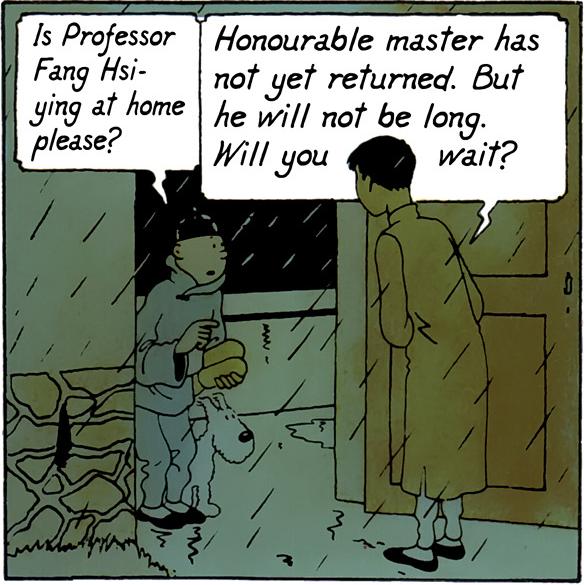 Is Professor
Fang Hsi-
ying at home
please?
Honourable master has
not yet returned. But
he will not be long.
Will you wait?